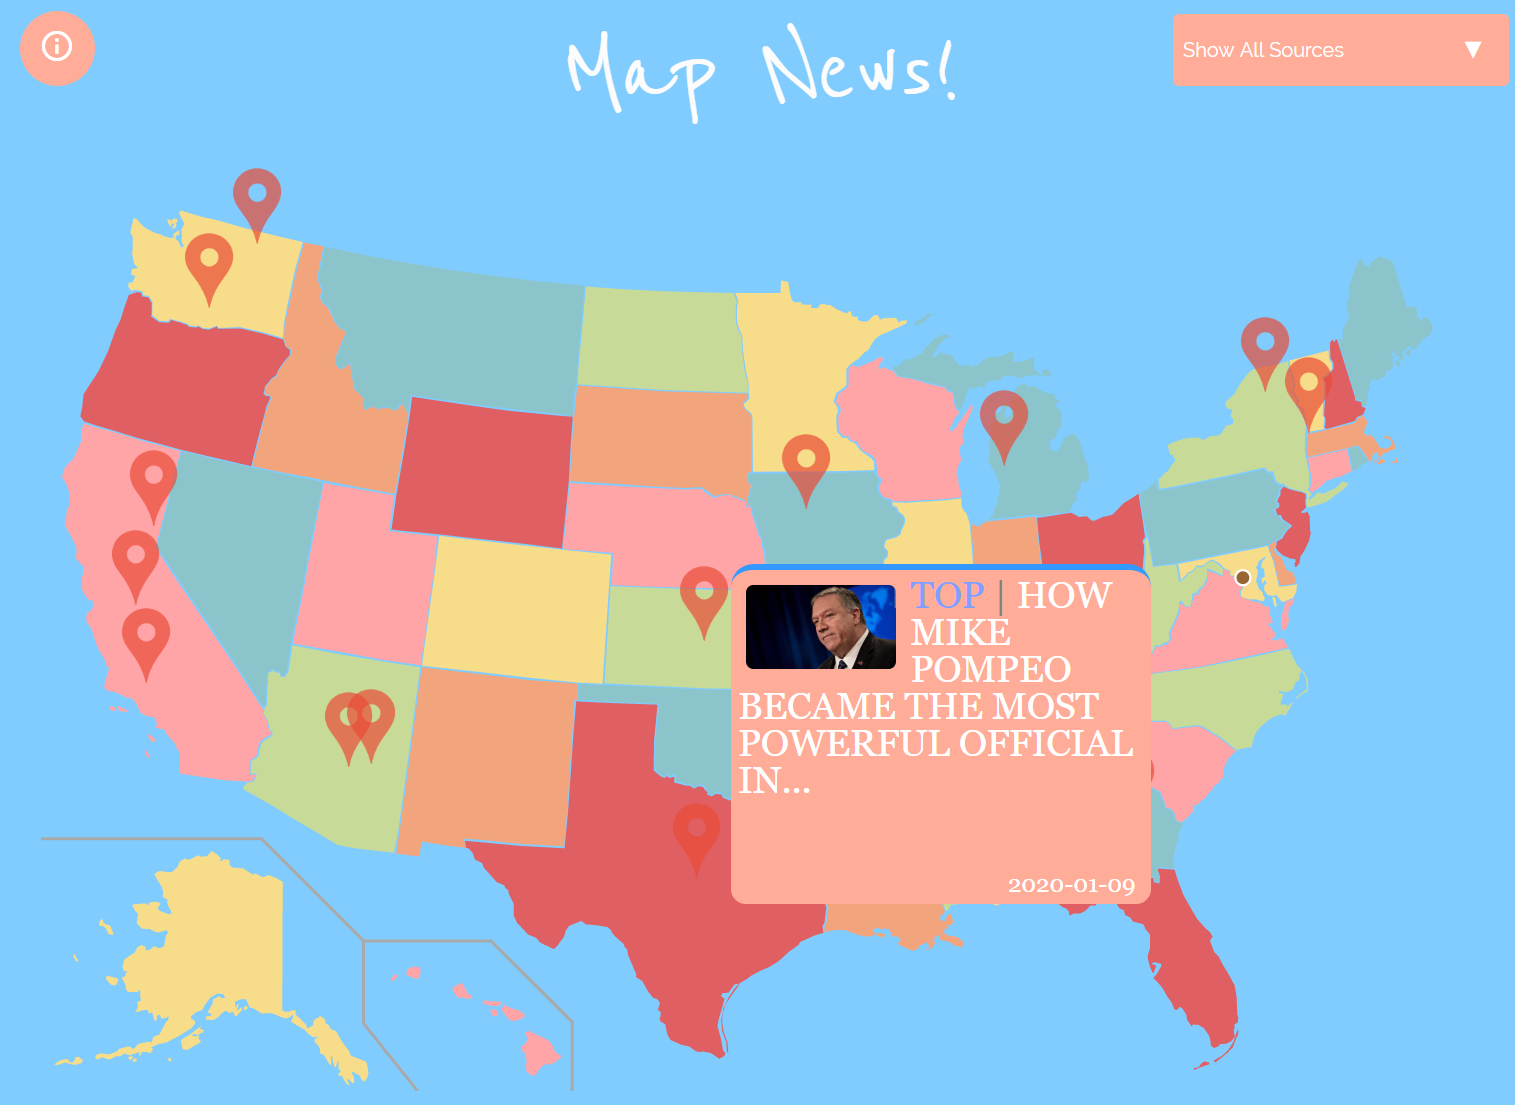 Map News!
Show All Sources ▼
TOP | HOW
MIKE
POMPEO
BECAME THE MOST
POWERFUL OFFICIAL
IN...
2020-01-09